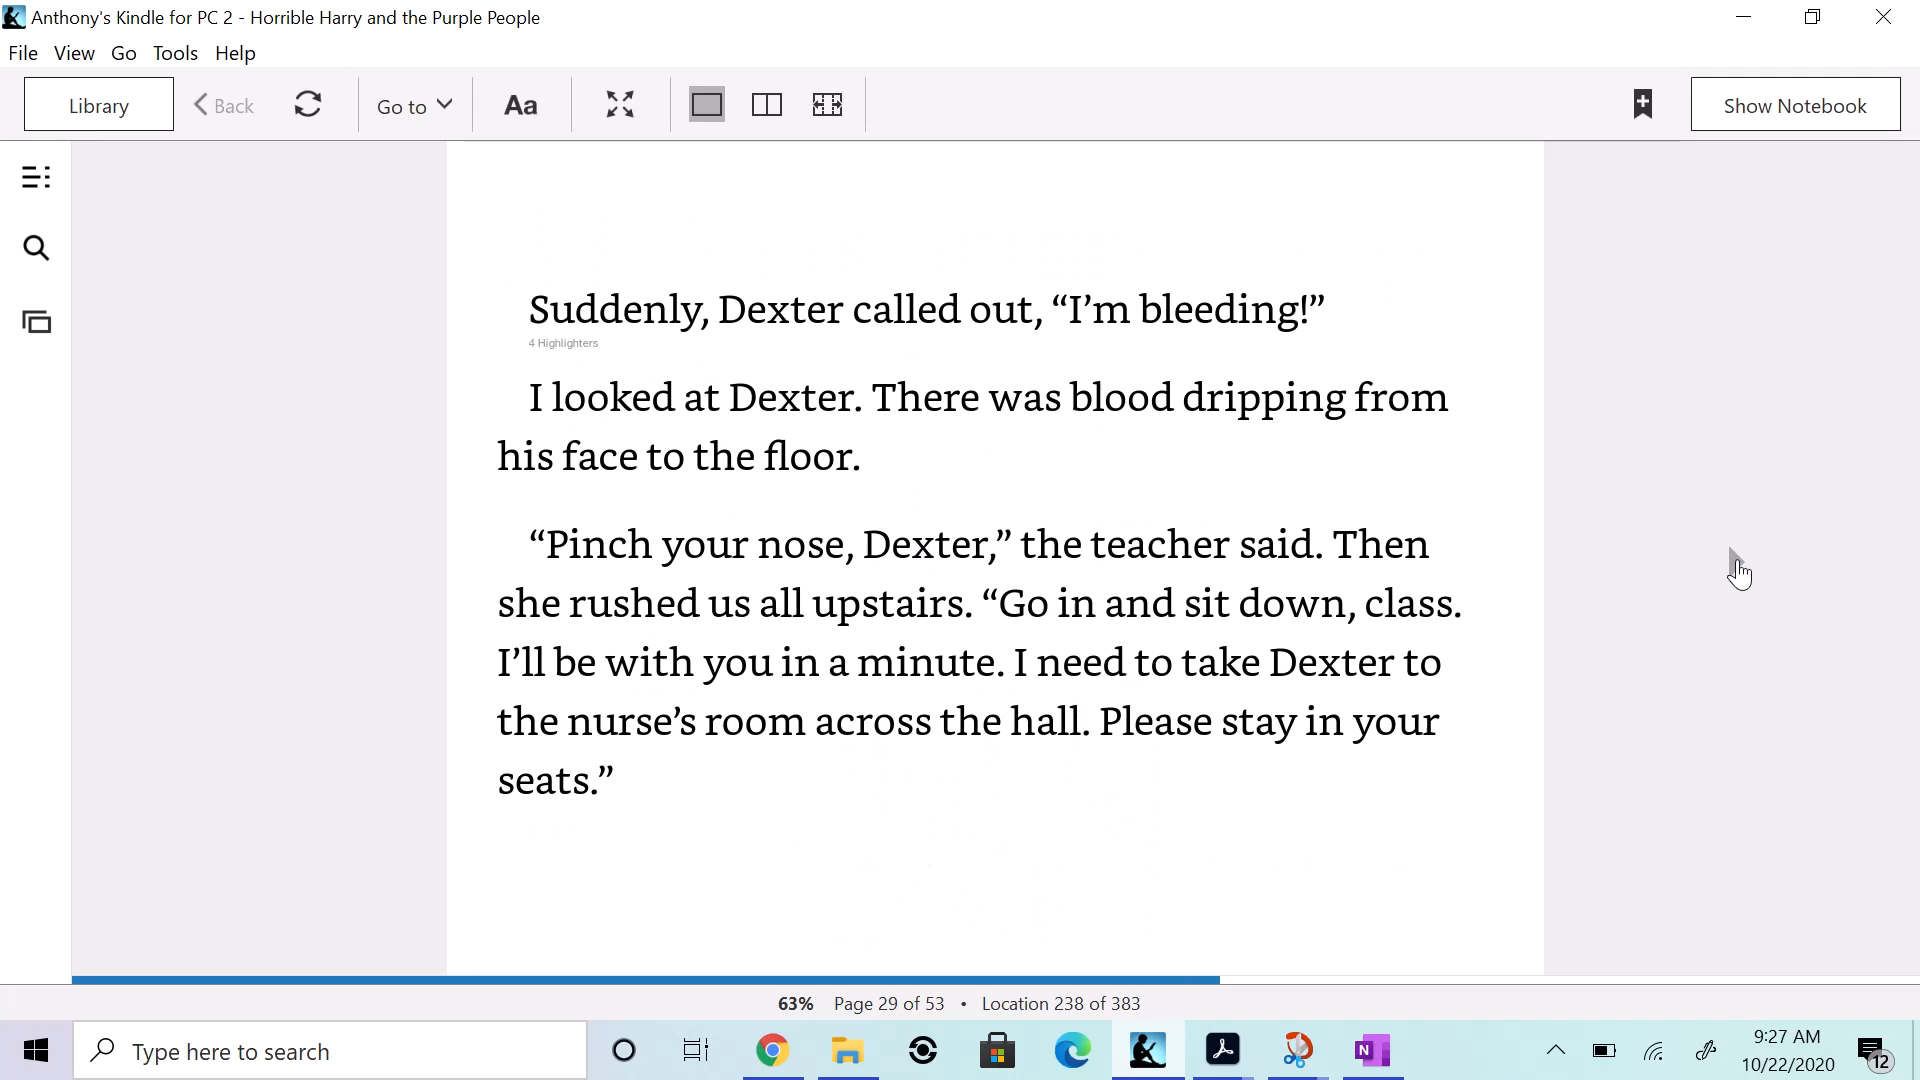 Anthony's Kindle for PC 2 - Horrible Harry and the Purple People
File View Go Tools Help
Library Back Go to Aa Show Notebook
Suddenly, Dexter called out, “I’m bleeding!”
4 Highlighters
I looked at Dexter. There was blood dripping from
his face to the floor.
“Pinch your nose, Dexter,” the teacher said. Then
she rushed us all upstairs. “Go in and sit down, class.
I’ll be with you in a minute. I need to take Dexter to
the nurse’s room across the hall. Please stay in your
seats.”
63% Page 29 of 53 • Location 238 of 383
Type here to search
N
9:27 AM
10/22/2020
12